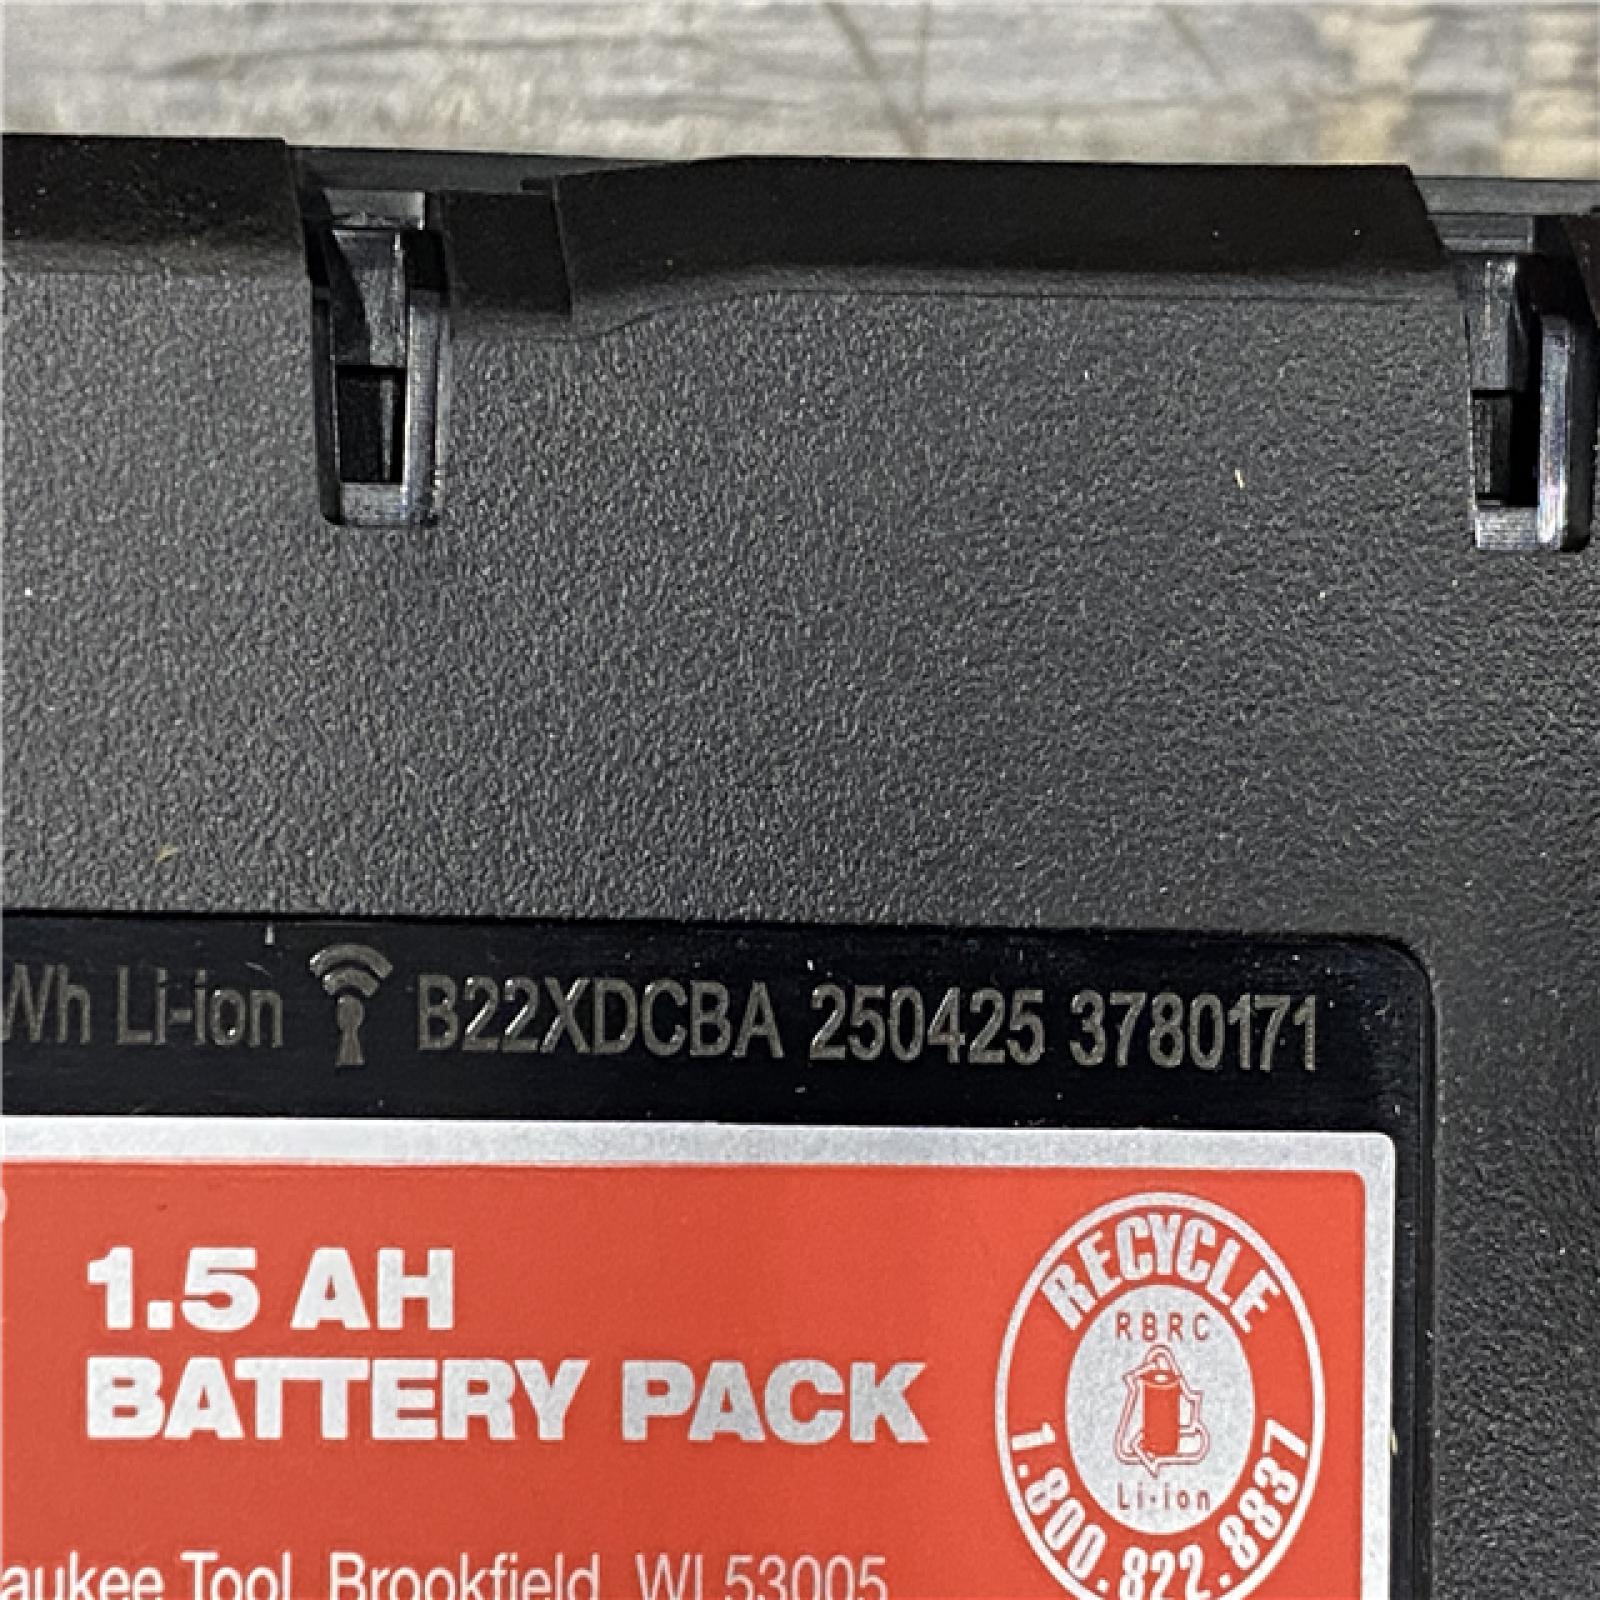 Wh Li-ion B22XDCBA 250425 3780171
1.5 AH
BATTERY PACK
RECYCLE
RBRC
Li-ion
1.800.822.8837
aukee Tool Brookfield, WI 53005